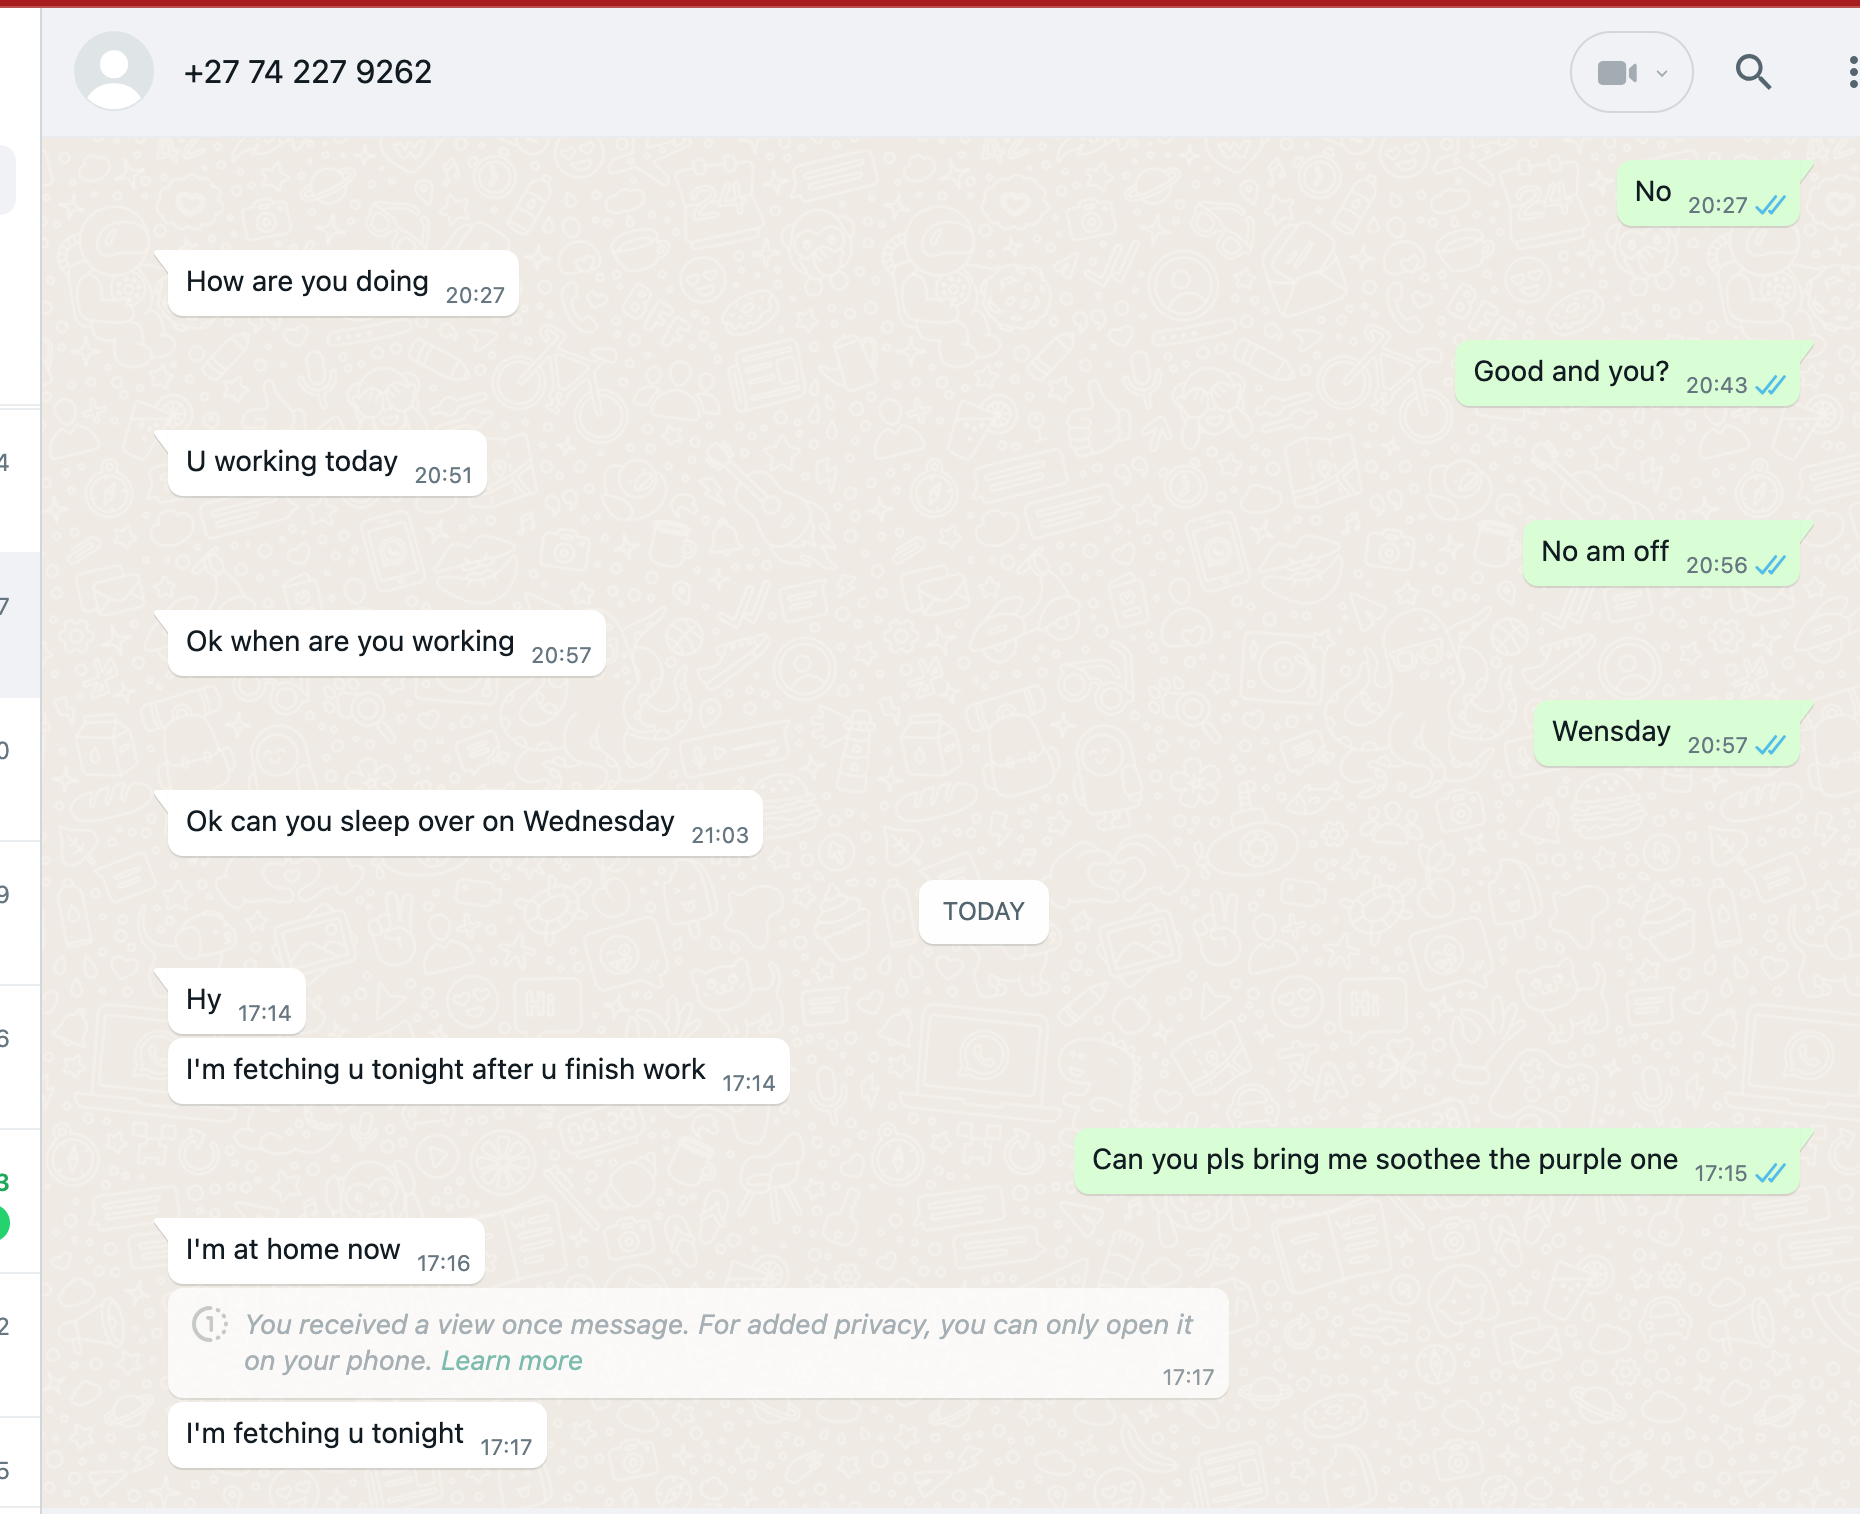 +27 74 227 9262
No 20:27
How are you doing 20:27
Good and you? 20:43
U working today 20:51
No am off 20:56
Ok when are you working 20:57
Wensday 20:57
Ok can you sleep over on Wednesday 21:03
TODAY
Hy 17:14
I'm fetching u tonight after u finish work 17:14
Can you pls bring me soothee the purple one 17:15
I'm at home now 17:16
You received a view once message. For added privacy, you can only open it
on your phone. Learn more
17:17
I'm fetching u tonight 17:17